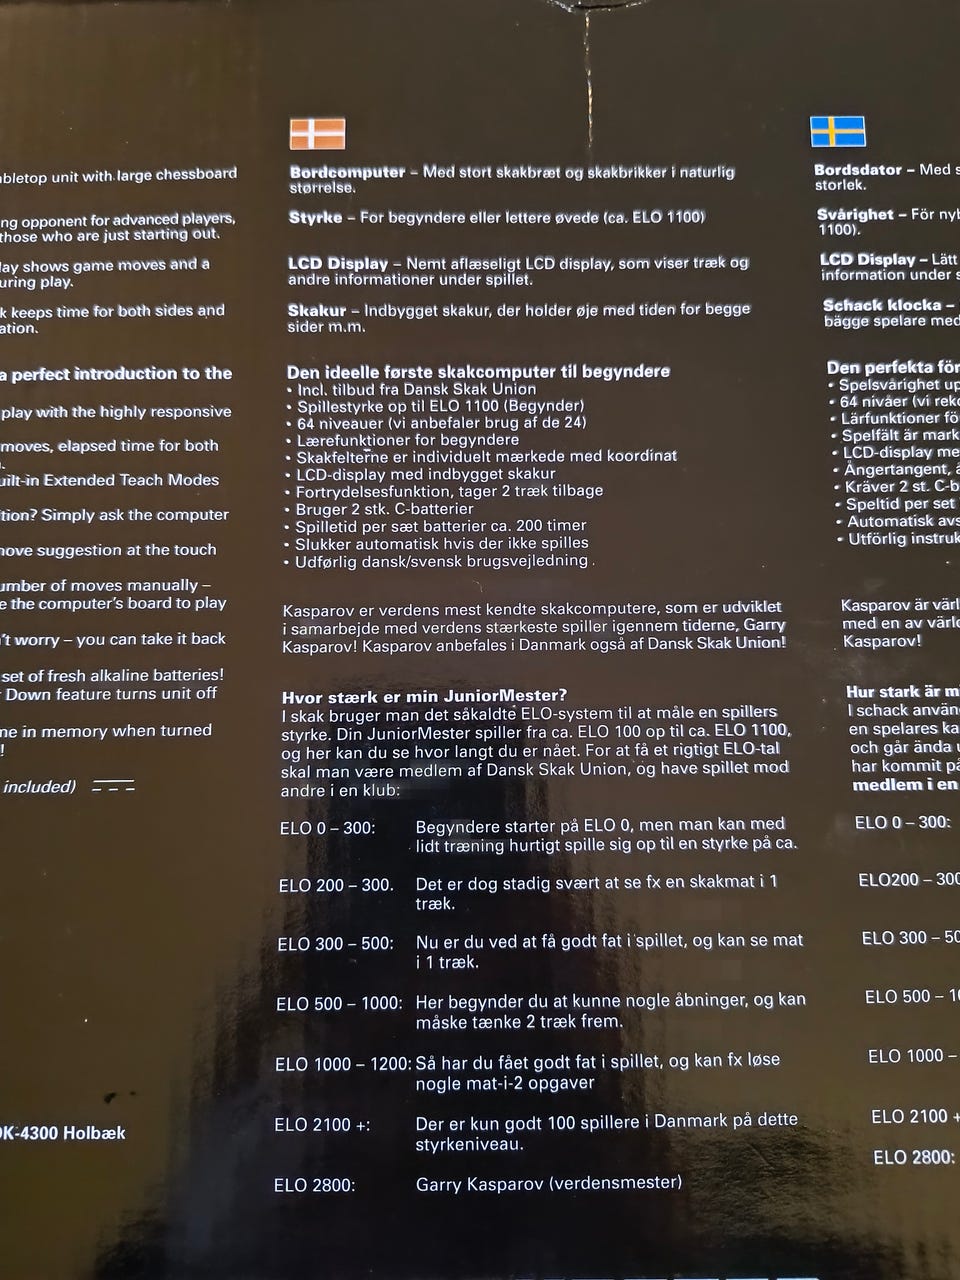 tabletop unit with large chessboard
ng opponent for advanced players,
those who are just starting out.
lay shows game moves and a
uring play.
k keeps time for both sides and
ation.
a perfect introduction to the
play with the highly responsive
moves, elapsed time for both
uilt-in Extended Teach Modes
tion? Simply ask the computer
move suggestion at the touch
umber of moves manually –
e the computer's board to play
't worry – you can take it back
set of fresh alkaline batteries!
Down feature turns unit off
me in memory when turned
!
included)
DK-4300 Holbæk
Bordcomputer – Med stort skakbræt og skakbrikker i naturlig
størrelse.
Styrke – For begyndere eller lettere øvede (ca. ELO 1100)
LCD Display – Nemt aflæseligt LCD display, som viser træk og
andre informationer under spillet.
Skakur – Indbygget skakur, der holder øje med tiden for begge
sider m.m.
Den ideelle første skakcomputer til begyndere
• Incl. tilbud fra Dansk Skak Union
• Spillestyrke op til ELO 1100 (Begynder)
• 64 niveauer (vi anbefaler brug af de 24)
• Lærefunktioner for begyndere
• Skakfelterne er individuelt mærkede med koordinat
• LCD-display med indbygget skakur
• Fortrydelsesfunktion, tager 2 træk tilbage
• Bruger 2 stk. C-batterier
• Spilletid per sæt batterier ca. 200 timer
• Slukker automatisk hvis der ikke spilles
• Udførlig dansk/svensk brugsvejledning .
Kasparov er verdens mest kendte skakcomputere, som er udviklet
i samarbejde med verdens stærkeste spiller igennem tiderne, Garry
Kasparov! Kasparov anbefales i Danmark også af Dansk Skak Union!
Hvor stærk er min JuniorMester?
I skak bruger man det såkaldte ELO-system til at måle en spillers
styrke. Din JuniorMester spiller fra ca. ELO 100 op til ca. ELO 1100,
og her kan du se hvor langt du er nået. For at få et rigtigt ELO-tal
skal man være medlem af Dansk Skak Union, og have spillet mod
andre i en klub:
ELO 0 – 300: Begyndere starter på ELO 0, men man kan med
lidt træning hurtigt spille sig op til en styrke på ca.
ELO 200 – 300. Det er dog stadig svært at se fx en skakmat i 1
træk.
ELO 300 – 500: Nu er du ved at få godt fat i spillet, og kan se mat
i 1 træk.
ELO 500 – 1000: Her begynder du at kunne nogle åbninger, og kan
måske tænke 2 træk frem.
ELO 1000 – 1200: Så har du fået godt fat i spillet, og kan fx løse
nogle mat-i-2 opgaver
ELO 2100 +: Der er kun godt 100 spillere i Danmark på dette
styrkeniveau.
ELO 2800: Garry Kasparov (verdensmester)
Bordsdator – Med s
storlek.
Svårighet – För nyb
1100).
LCD Display – Lätt
information under s
Schack klocka –
bägge spelare med
Den perfekta för
• Spelsvårighet up
• 64 nivåer (vi reko
• Lärfunktioner fö
• Spelfält är mark
• LCD-display me
• Ångertangent, å
• Kräver 2 st. C-b
• Speltid per set
• Automatisk avs
• Utförlig instruk
Kasparov är värl
med en av värld
Kasparov!
Hur stark är m
I schack använ
en spelares ka
och går ända u
har kommit på
medlem i en
ELO 0 – 300:
ELO200 – 300
ELO 300 – 50
ELO 500 – 10
ELO 1000 –
ELO 2100 +
ELO 2800: